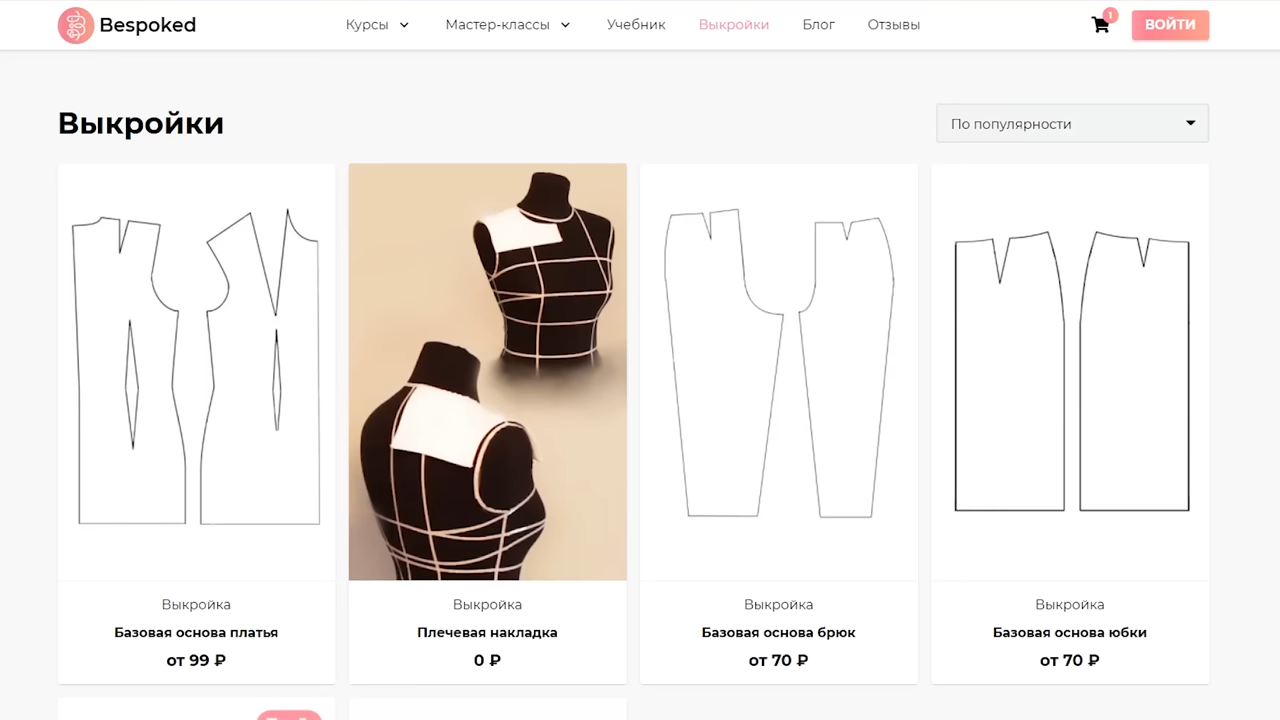 Bespoked
Курсы
Мастер-классы
Учебник
Выкройки
Блог
Отзывы
1
ВОЙТИ
Выкройки
По популярности
Выкройка
Базовая основа платья
от 99 ₽
Выкройка
Плечевая накладка
0 ₽
Выкройка
Базовая основа брюк
от 70 ₽
Выкройка
Базовая основа юбки
от 70 ₽